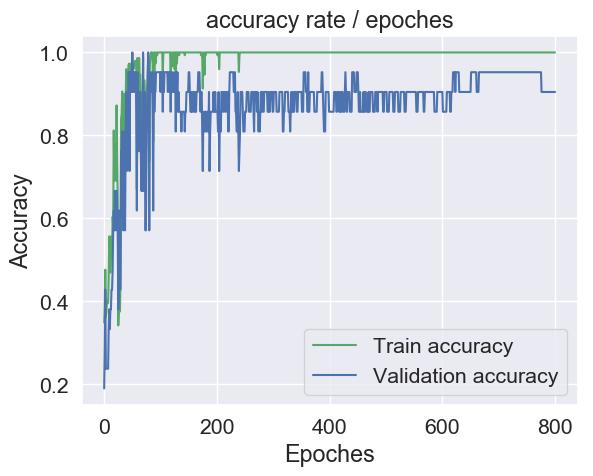 accuracy rate / epoches
1.0
0.8
0.6
0.4
0.2
Accuracy
Train accuracy
Validation accuracy
0
200
400
600
800
Epoches